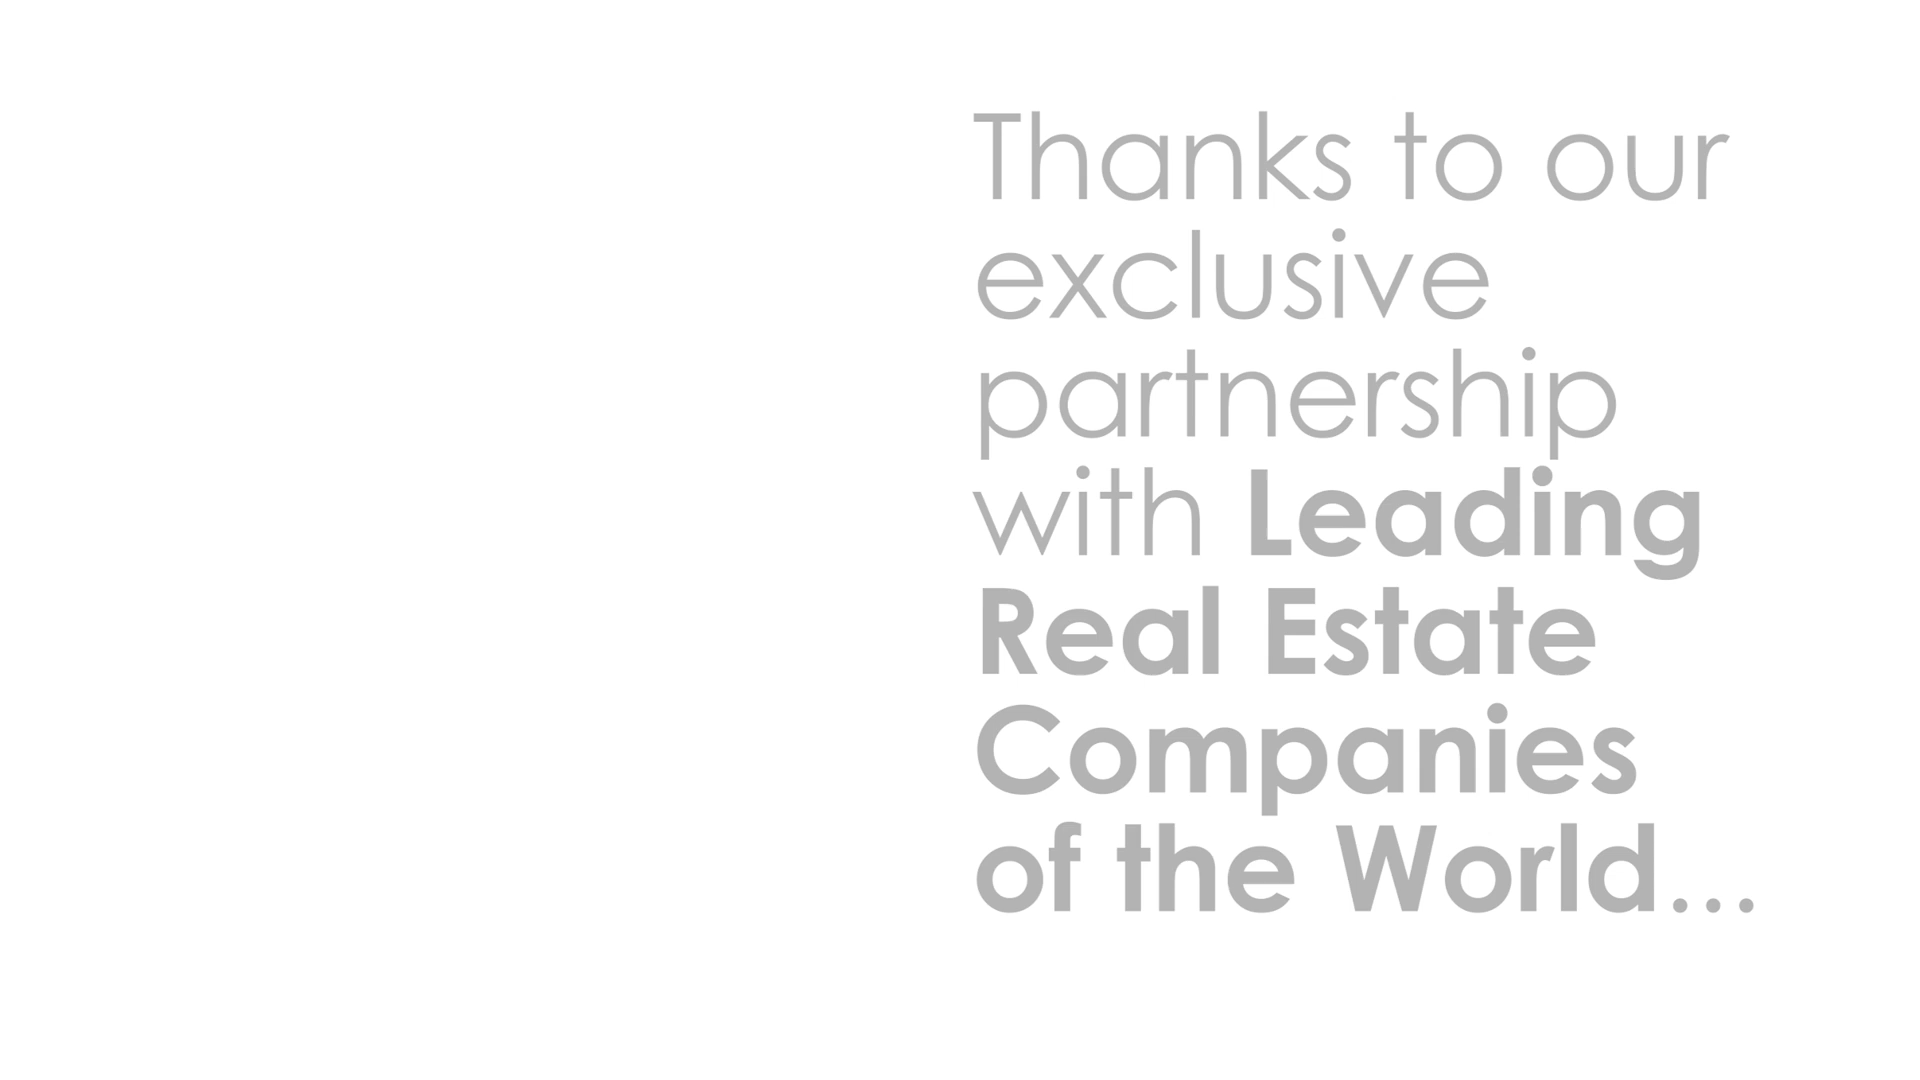 Thanks to our
exclusive
partnership
with Leading
Real Estate
Companies
of the World...